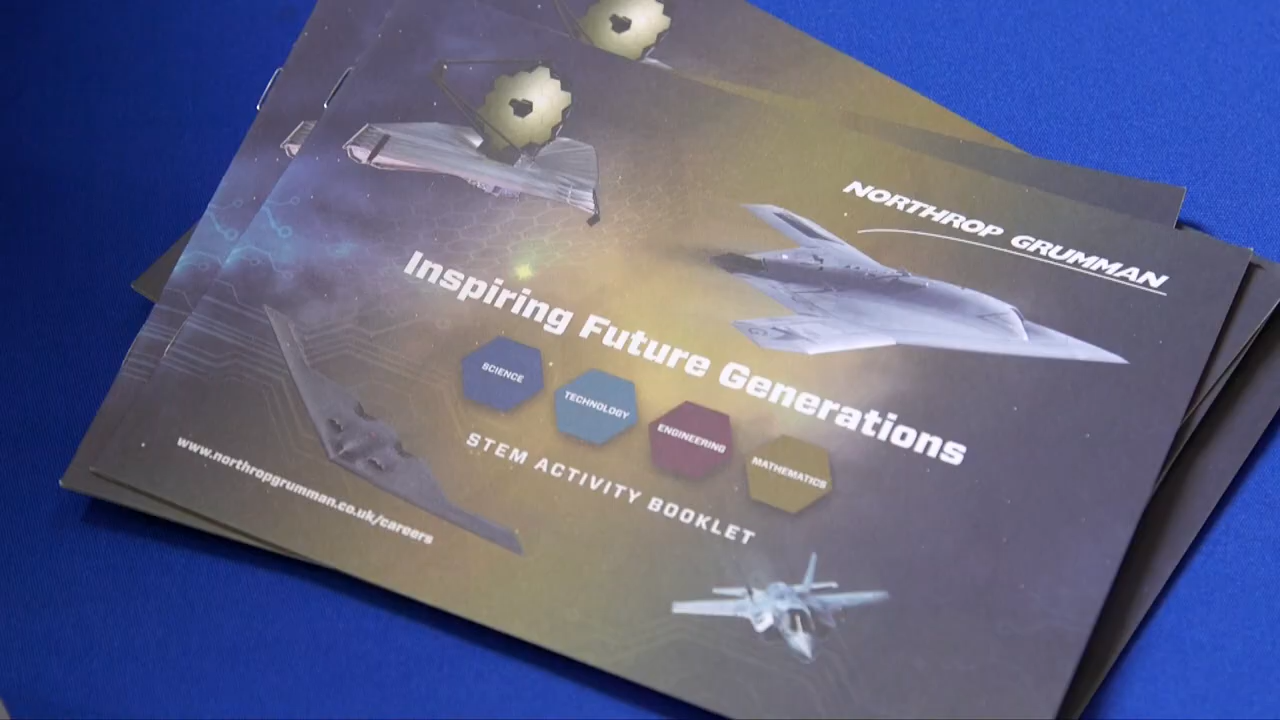 NORTHROP GRUMMAN
Inspiring Future Generations
SCIENCE
TECHNOLOGY
ENGINEERING
MATHEMATICS
STEM ACTIVITY BOOKLET
www.northropgrumman.co.uk/careers